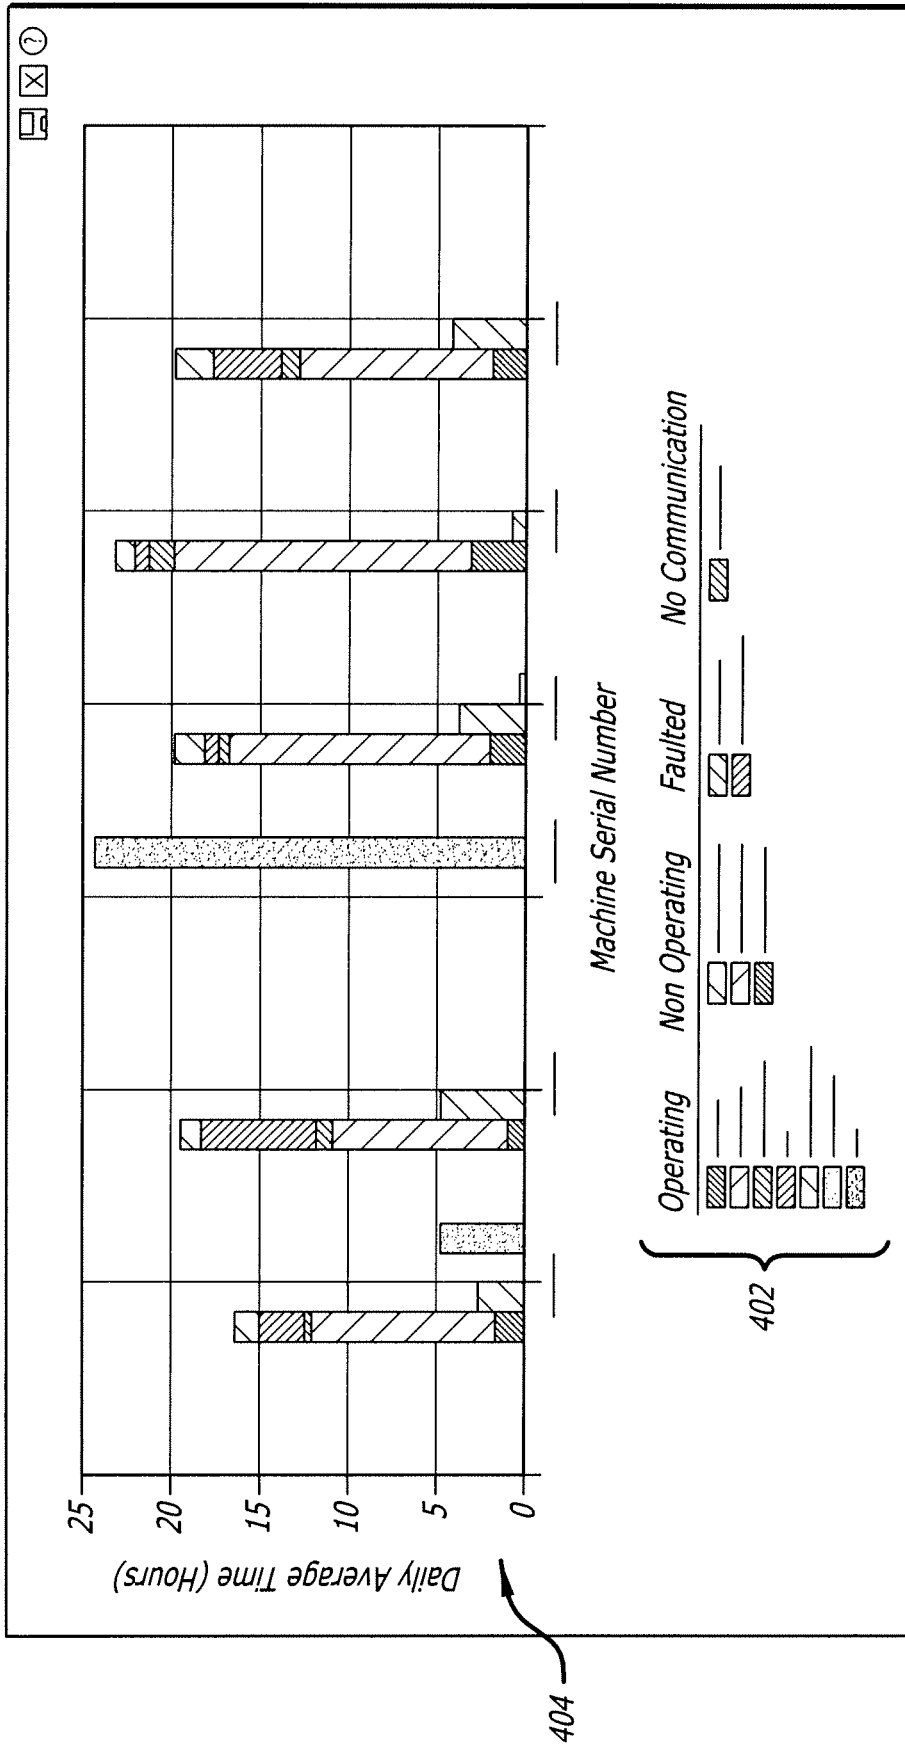 X ?
Daily Average Time (Hours)
25
20
15
10
5
0
404
Machine Serial Number
Operating Non Operating Faulted No Communication
402